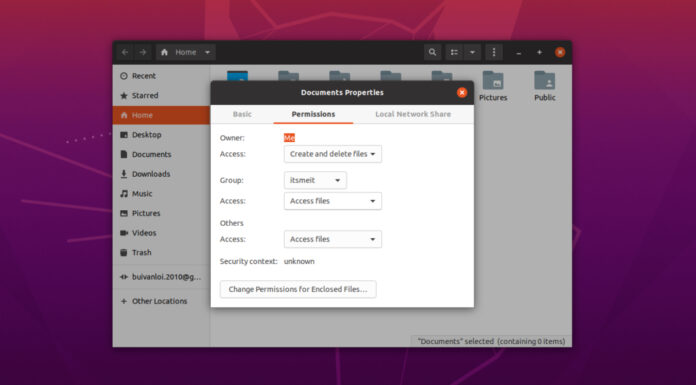 Home
Recent
Starred
Home
Desktop
Documents
Downloads
Music
Pictures
Videos
Trash
buivanloi.2010@g...
Other Locations
Pictures
Public
Documents Properties
Basic Permissions Local Network Share
Owner: Me
Access: Create and delete files
Group: itsmeit
Access: Access files
Others
Access: Access files
Security context: unknown
Change Permissions for Enclosed Files...
"Documents" selected (containing 0 items)